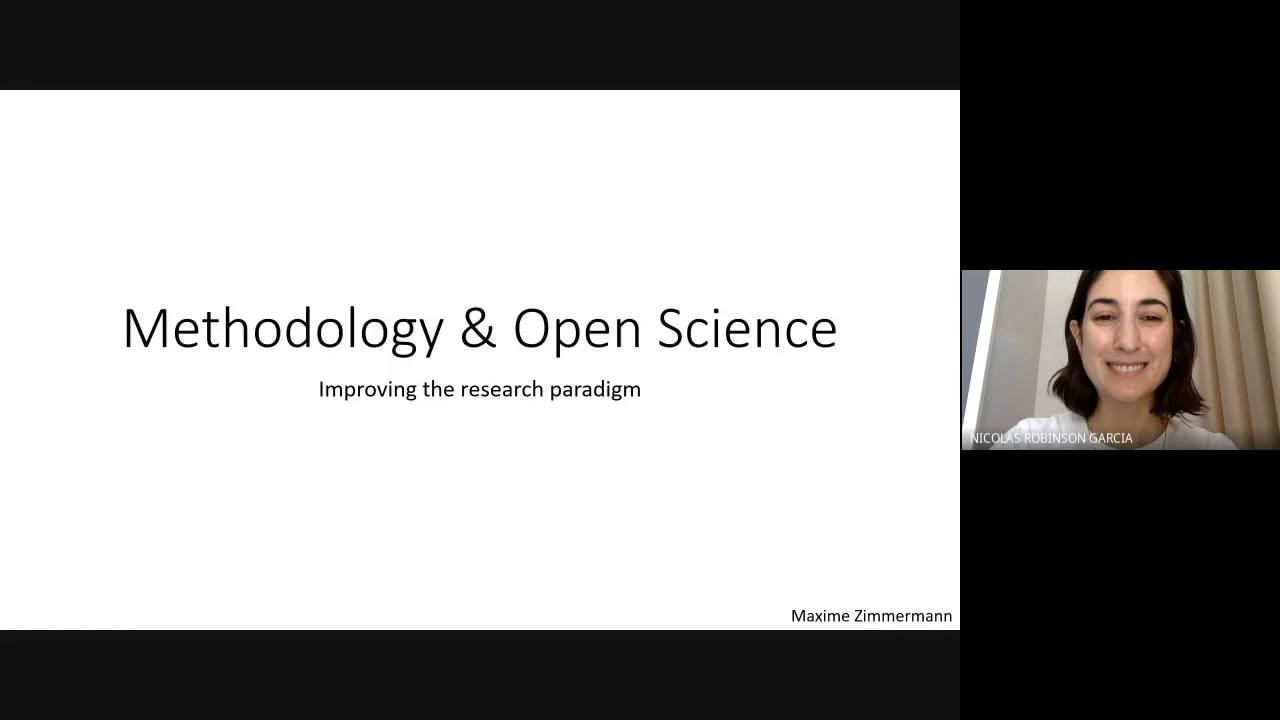 Methodology & Open Science
Improving the research paradigm
Maxime Zimmermann
NICOLAS ROBINSON GARCIA